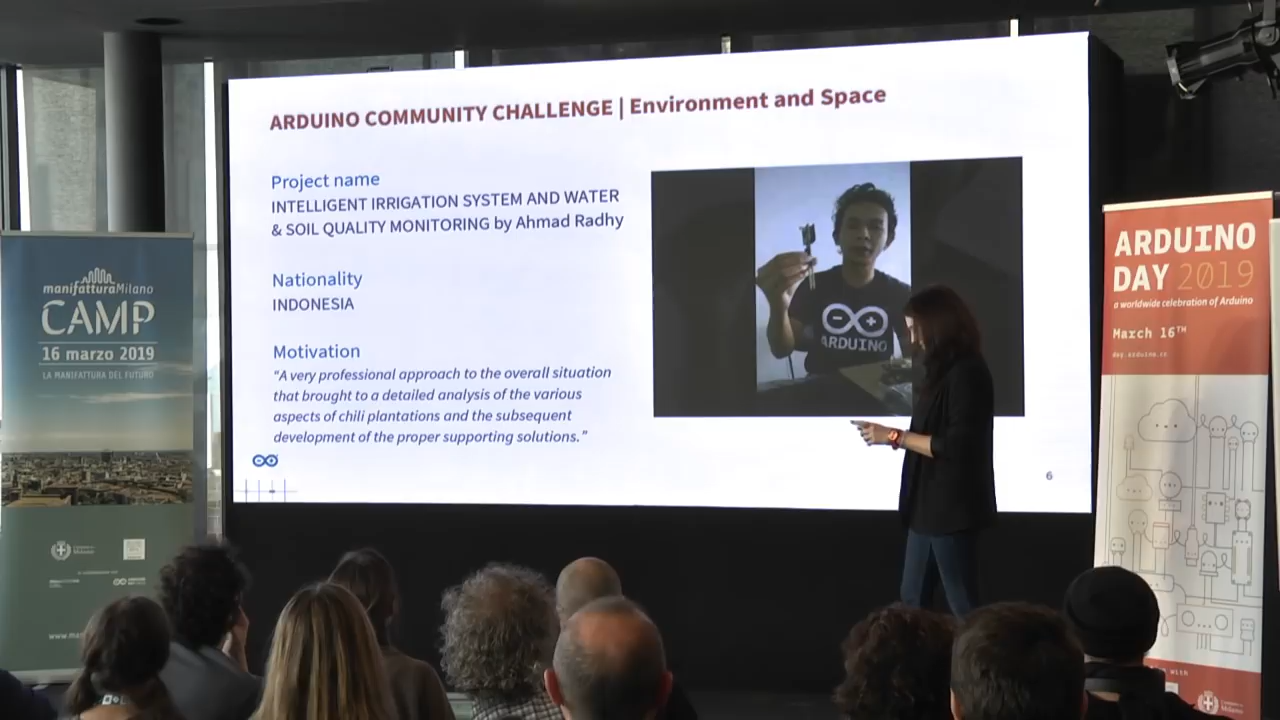 ARDUINO COMMUNITY CHALLENGE | Environment and Space
Project name
INTELLIGENT IRRIGATION SYSTEM AND WATER
& SOIL QUALITY MONITORING by Ahmad Radhy
Nationality
INDONESIA
Motivation
"A very professional approach to the overall situation
that brought to a detailed analysis of the various
aspects of chili plantations and the subsequent
development of the proper supporting solutions."
6
ARDUINO
manifatturaMilano
CAMP
16 marzo 2019
LA MANIFATTURA DEL FUTURO
ARDUINO
DAY 2019
a worldwide celebration of Arduino
March 16TH
day.arduino.cc